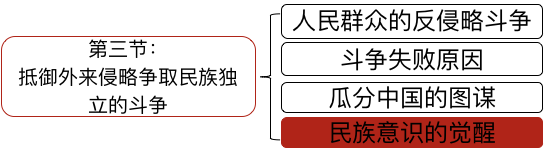 第三节：
抵御外来侵略争取民族独
立的斗争
人民群众的反侵略斗争
斗争失败原因
瓜分中国的图谋
民族意识的觉醒